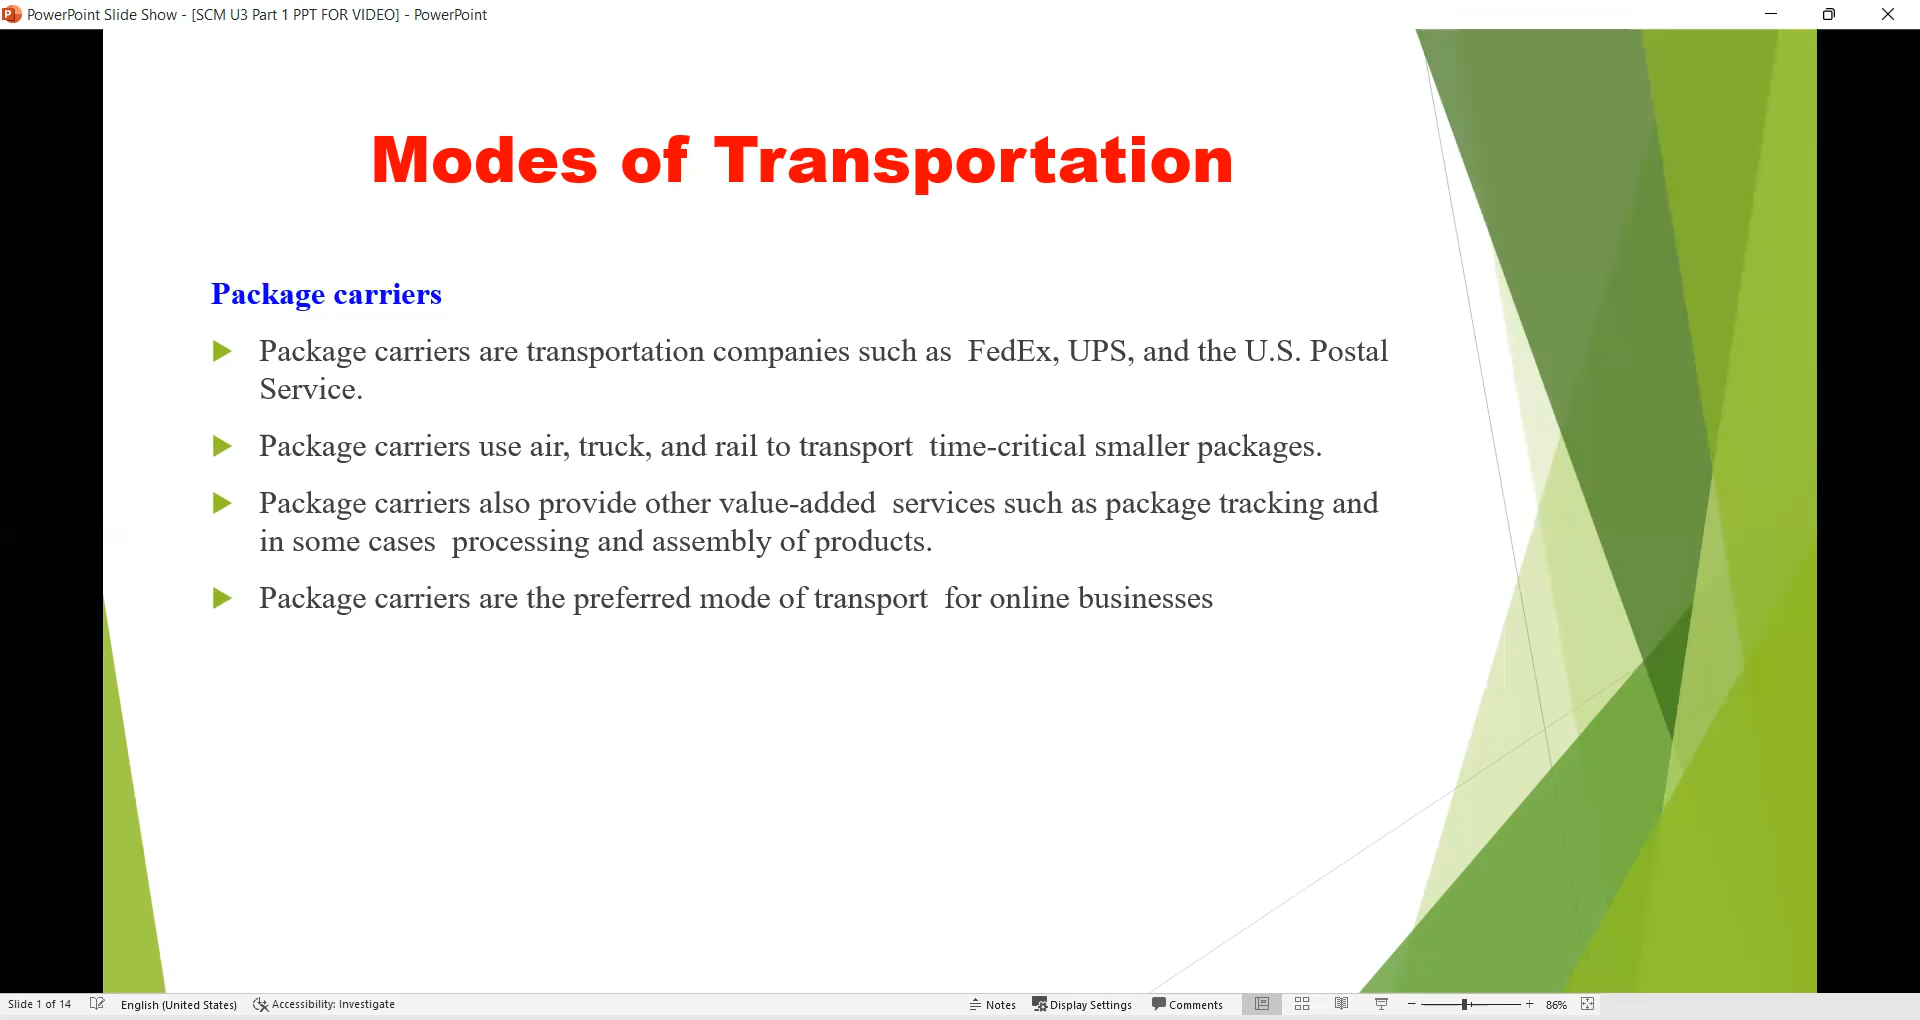 PowerPoint Slide Show - [SCM U3 Part 1 PPT FOR VIDEO] - PowerPoint
Modes of Transportation
Package carriers
Package carriers are transportation companies such as FedEx, UPS, and the U.S. Postal
Service.
Package carriers use air, truck, and rail to transport time-critical smaller packages.
Package carriers also provide other value-added services such as package tracking and
in some cases processing and assembly of products.
Package carriers are the preferred mode of transport for online businesses
Slide 1 of 14 English (United States) Accessibility: Investigate Notes Display Settings Comments 86%